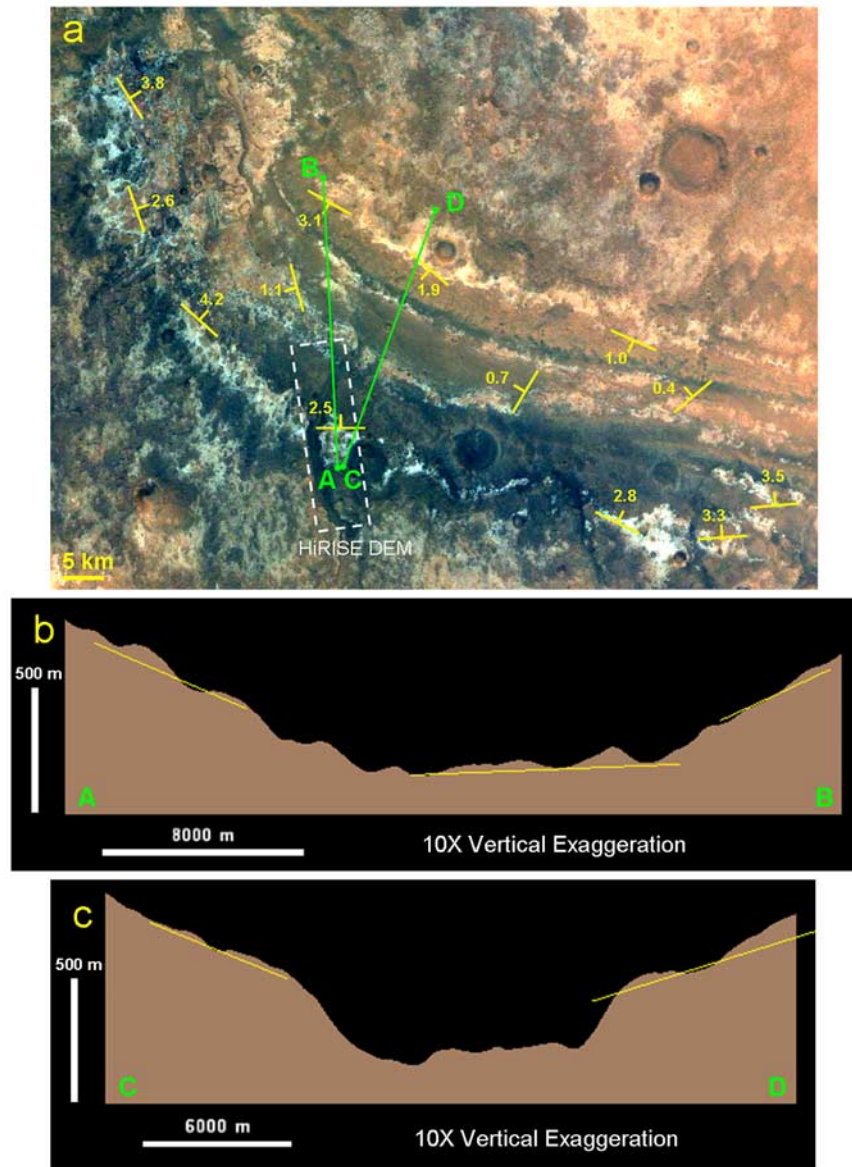 a
3.8
B
D
2.6
3.1
1.1
1.9
4.2
1.0
0.7
0.4
2.5
A C
3.5
2.8
3.3
HiRISE DEM
5 km
b
500 m
A
B
8000 m
10X Vertical Exaggeration
c
500 m
C
D
6000 m
10X Vertical Exaggeration